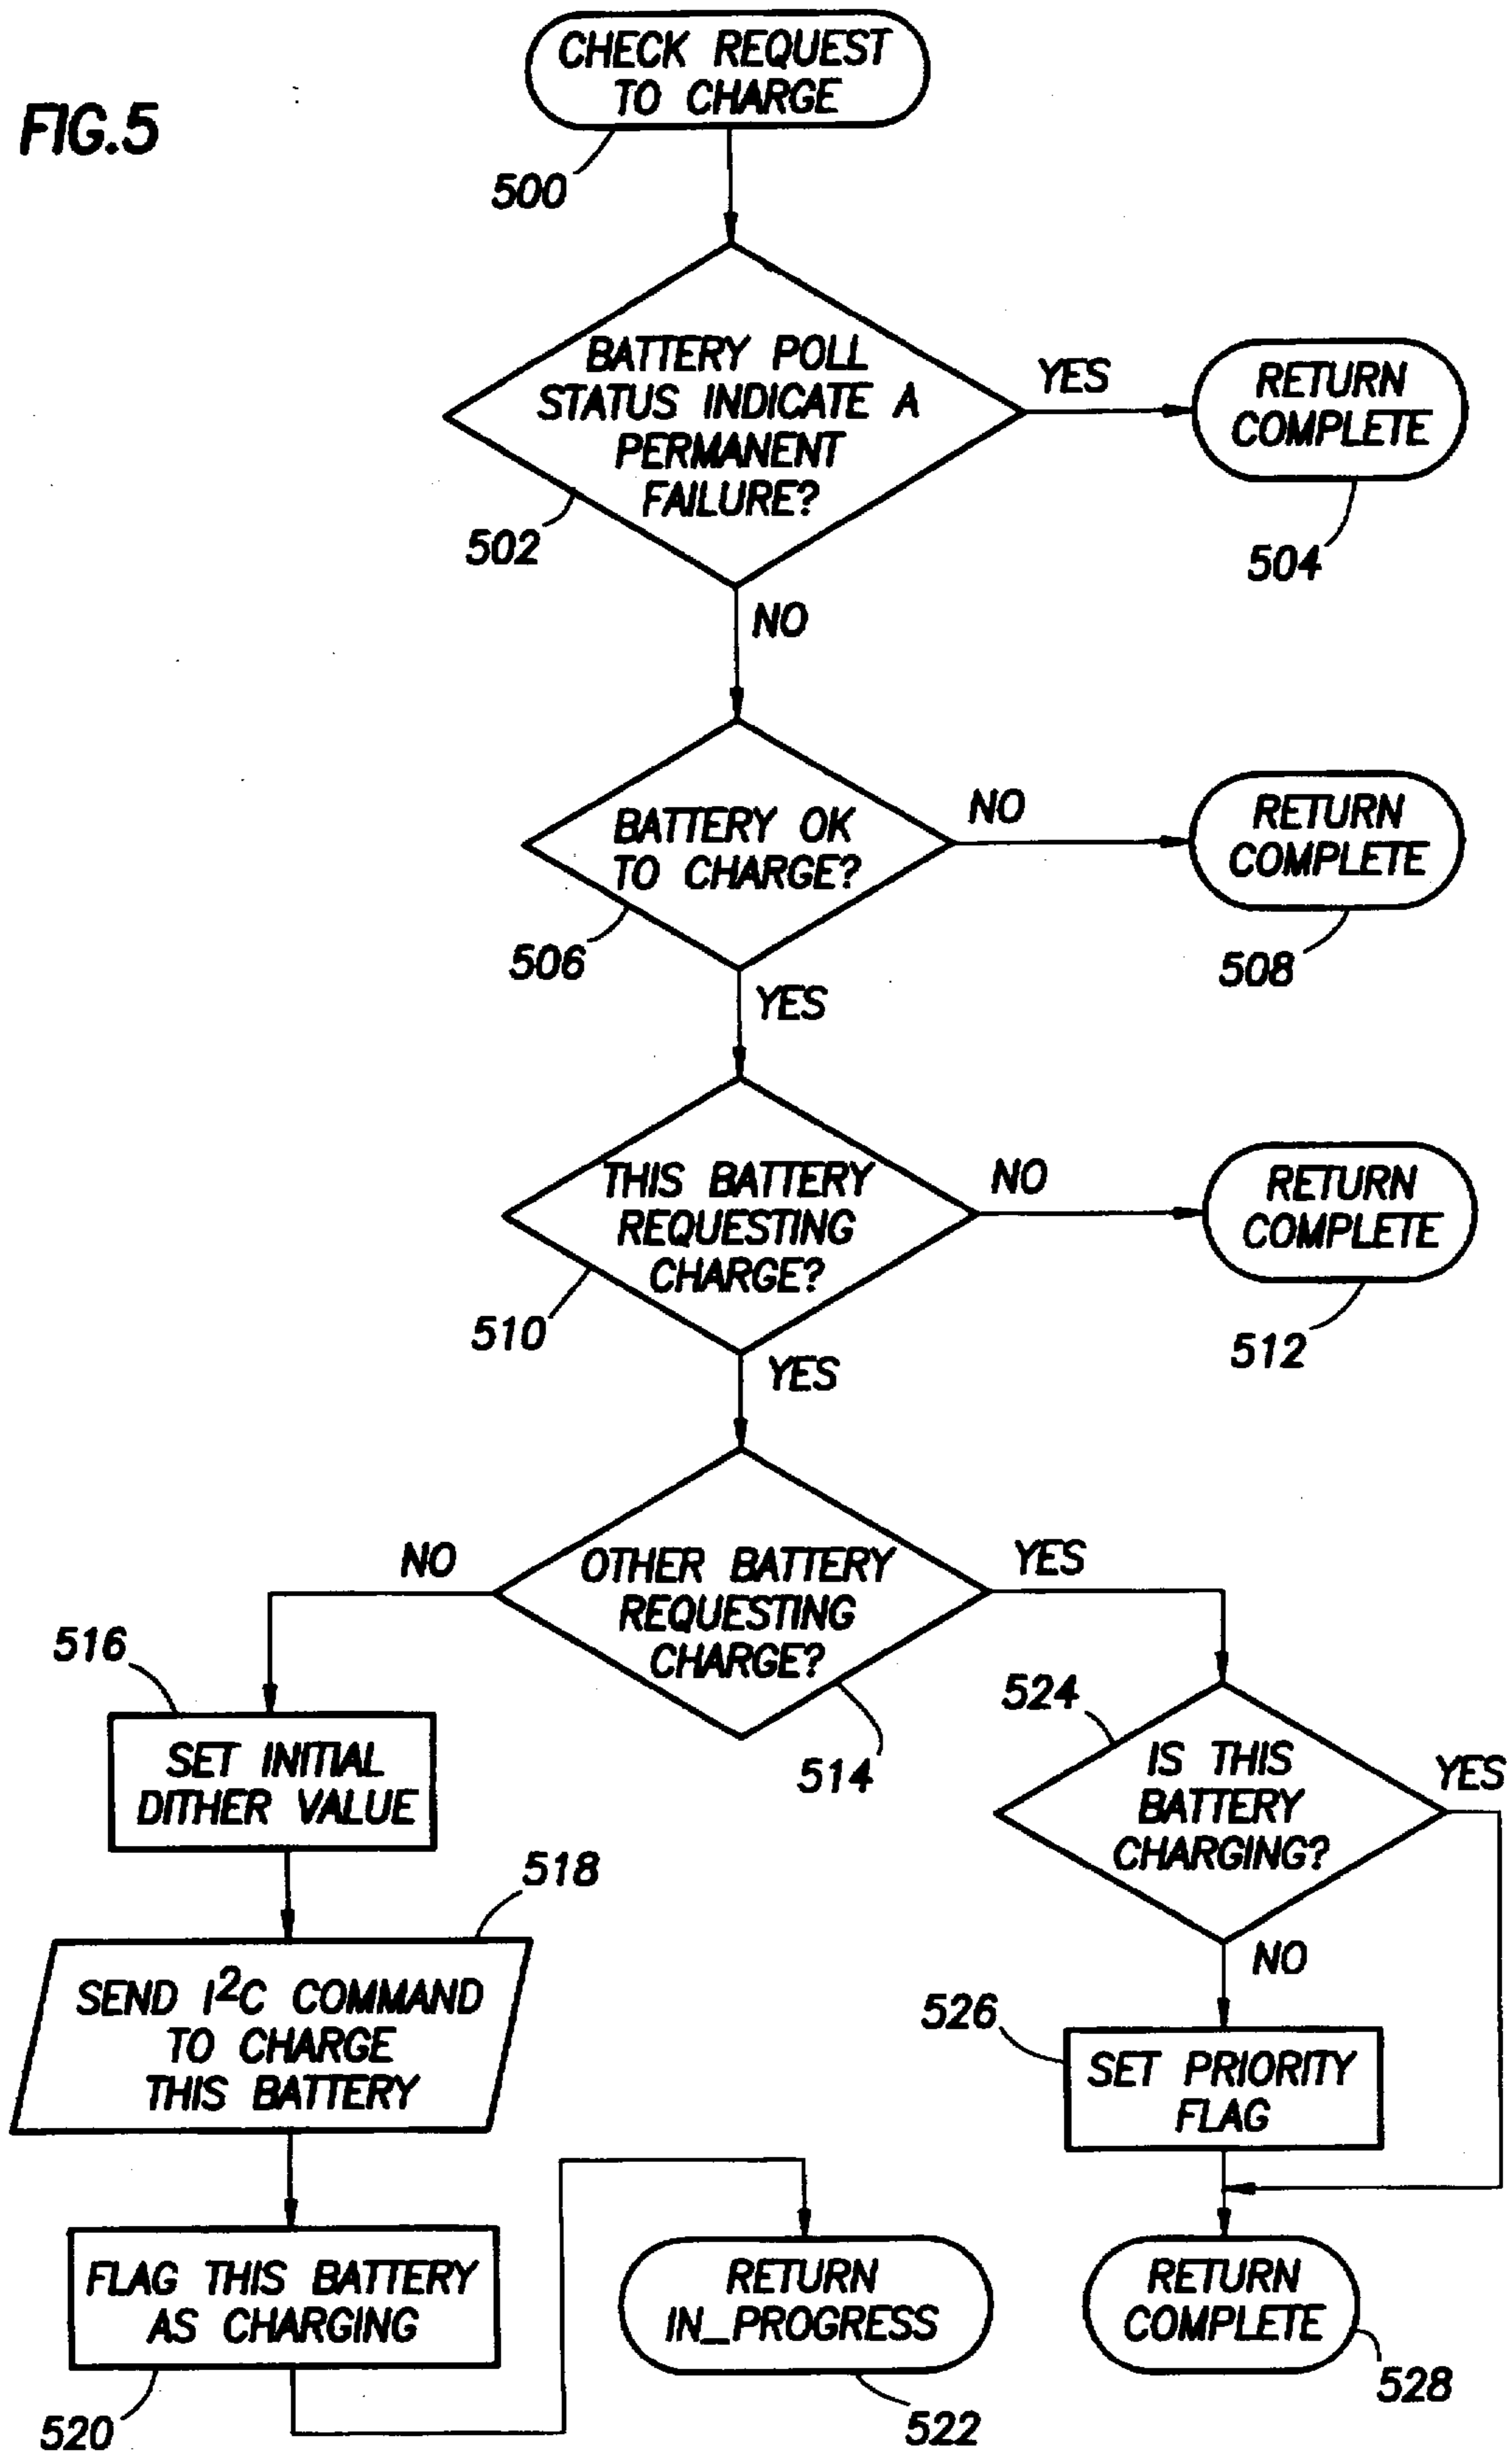 FIG.5
CHECK REQUEST
TO CHARGE
500
BATTERY POLL
STATUS INDICATE A
PERMANENT
FAILURE?
502
YES
RETURN
COMPLETE
504
NO
BATTERY OK
TO CHARGE?
506
NO
RETURN
COMPLETE
508
YES
THIS BATTERY
REQUESTING
CHARGE?
510
NO
RETURN
COMPLETE
512
YES
OTHER BATTERY
REQUESTING
CHARGE?
514
NO
516
SET INITIAL
DITHER VALUE
518
SEND I²C COMMAND
TO CHARGE
THIS BATTERY
FLAG THIS BATTERY
AS CHARGING
520
RETURN
IN_PROGRESS
522
YES
524
IS THIS
BATTERY
CHARGING?
YES
NO
526
SET PRIORITY
FLAG
RETURN
COMPLETE
528